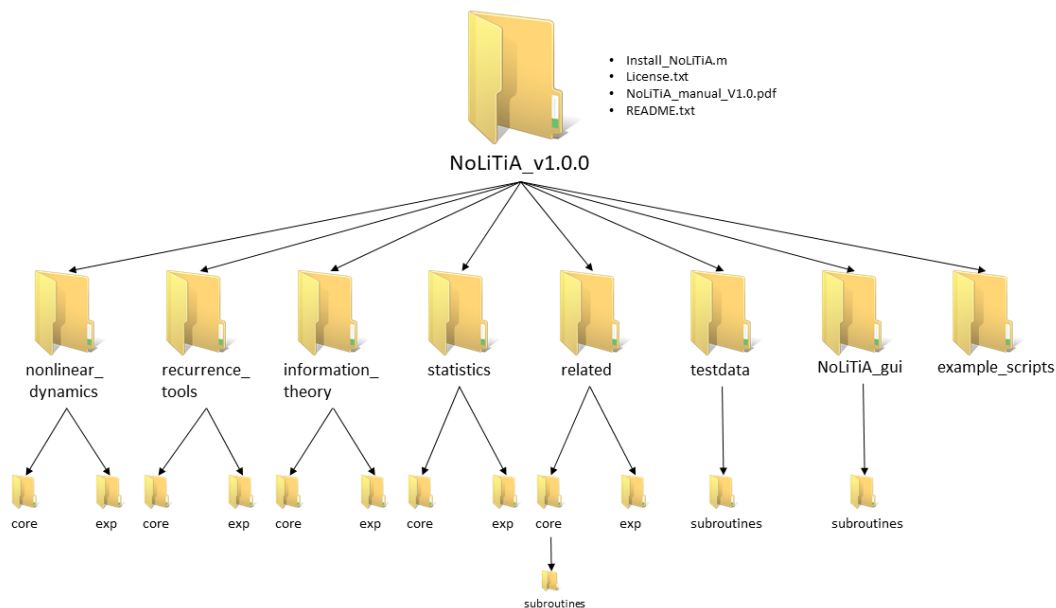 • Install_NoLiTiA.m
• License.txt
• NoLiTiA_manual_V1.0.pdf
• README.txt
NoLiTiA_v1.0.0
nonlinear_
dynamics
recurrence_
tools
information_
theory
statistics
related
testdata
NoLiTiA_gui
example_scripts
core
exp
core
exp
core
exp
core
exp
core
exp
subroutines
subroutines
subroutines